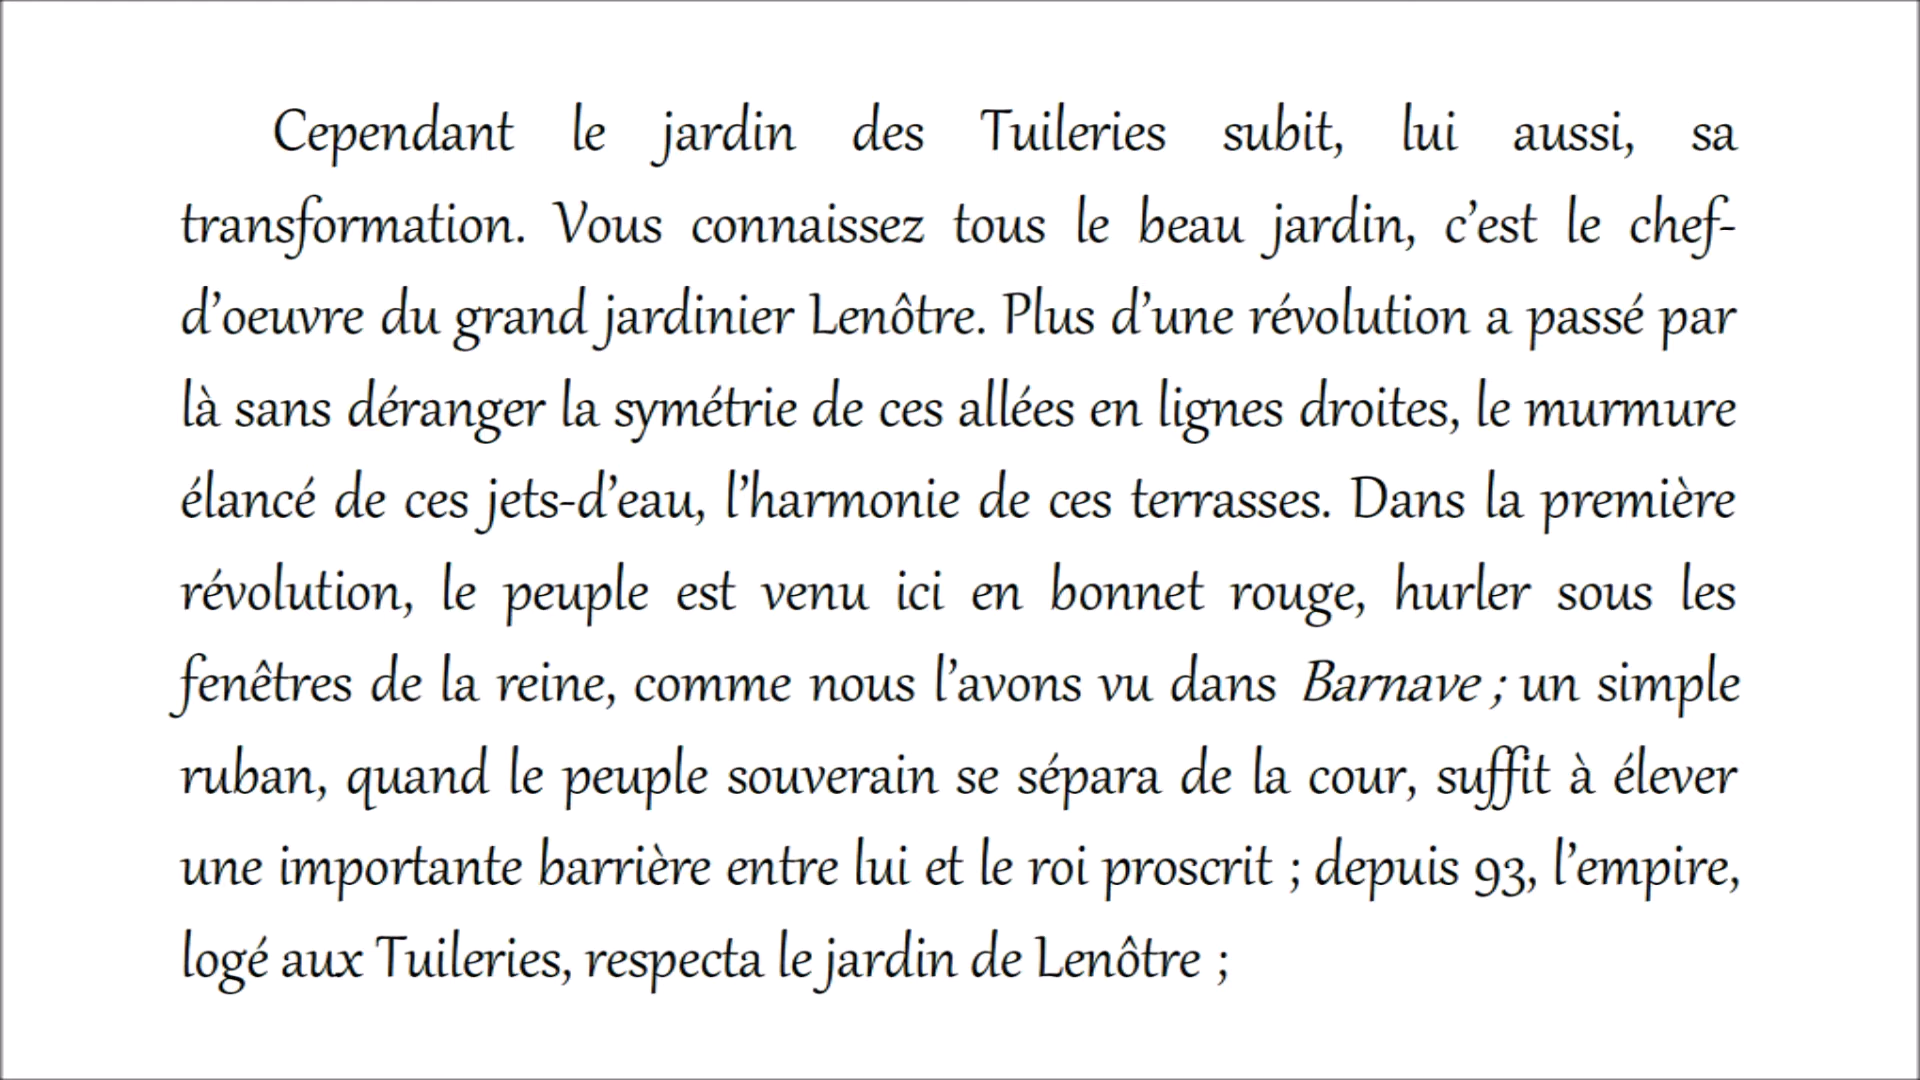 Cependant le jardin des Tuileries subit, lui aussi, sa
transformation. Vous connaissez tous le beau jardin, c’est le chef-
d’oeuvre du grand jardinier Lenôtre. Plus d’une révolution a passé par
là sans déranger la symétrie de ces allées en lignes droites, le murmure
élancé de ces jets-d’eau, l’harmonie de ces terrasses. Dans la première
révolution, le peuple est venu ici en bonnet rouge, hurler sous les
fenêtres de la reine, comme nous l’avons vu dans Barnave ; un simple
ruban, quand le peuple souverain se sépara de la cour, suffit à élever
une importante barrière entre lui et le roi proscrit ; depuis 93, l’empire,
logé aux Tuileries, respecta le jardin de Lenôtre ;